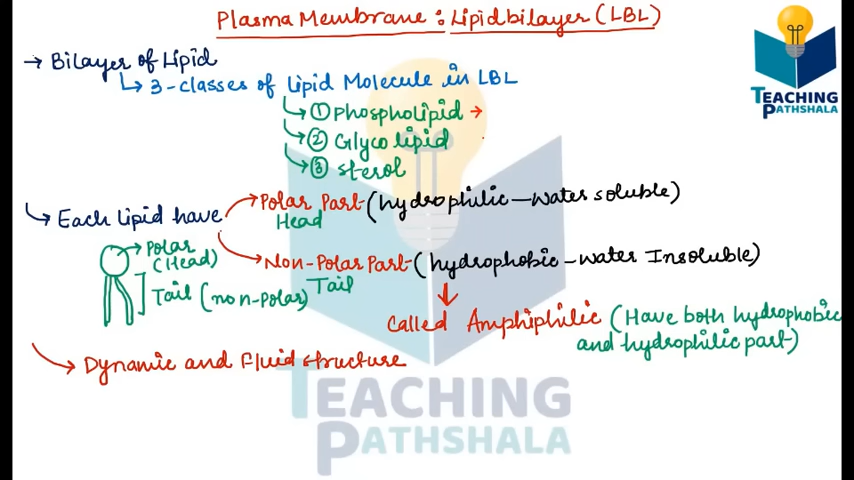 Plasma Membrane : Lipid bilayer (LBL)
TEACHING
PATHSHALA
→ Bilayer of Lipid
↳ 3-classes of Lipid Molecule in LBL
① Phospholipid →
② Glyco lipid
③ sterol
↳ Each lipid have
Polar Part (hydrophilic – Water soluble)
Head
Polar
(Head)
Tail (non-Polar)
Non-Polar Part (hydrophobic – water Insoluble)
Tail
Called Amphiphilic (Have both hydrophobic
and hydrophilic part)
Dynamic and Fluid structure
TEACHING
PATHSHALA